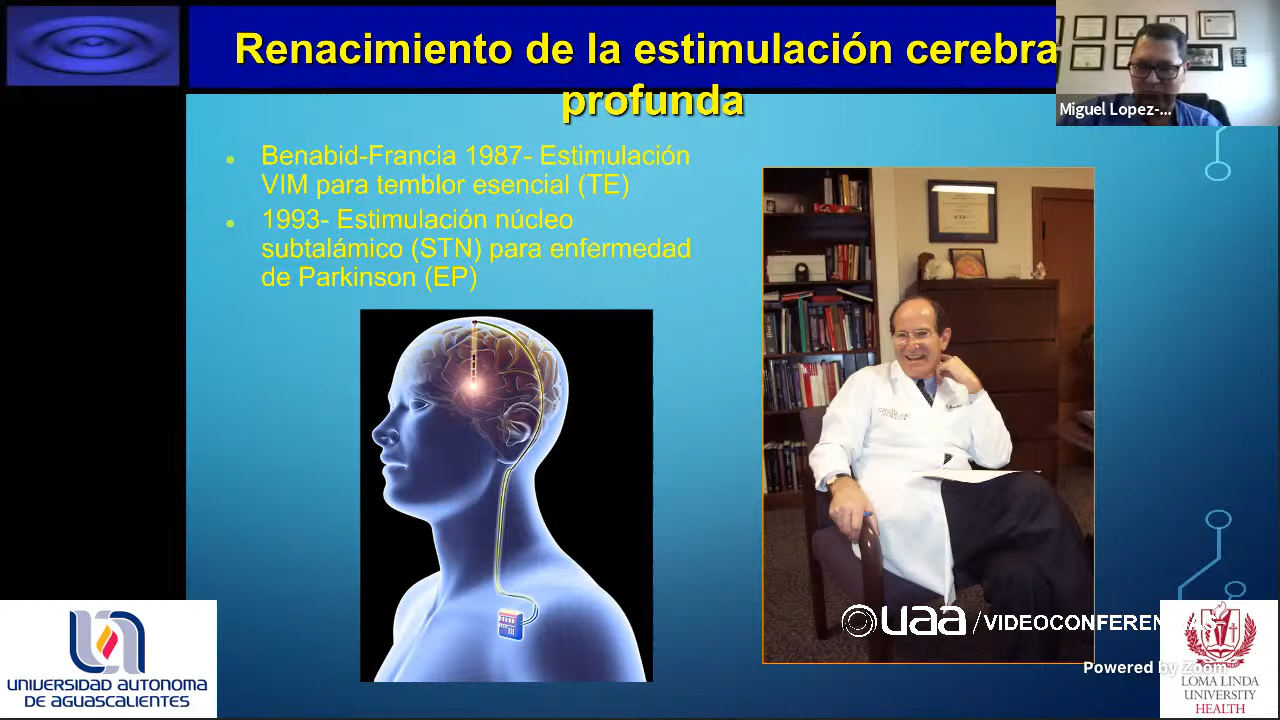 Renacimiento de la estimulación cerebra
profunda
Miguel Lopez-...
Benabid-Francia 1987- Estimulación
VIM para temblor esencial (TE)
1993- Estimulación núcleo
subtalámico (STN) para enfermedad
de Parkinson (EP)
uaa /VIDEOCONFERENCIAS
Powered by Zoom
UNIVERSIDAD AUTONOMA
DE AGUASCALIENTES
LOMA LINDA
UNIVERSITY
HEALTH